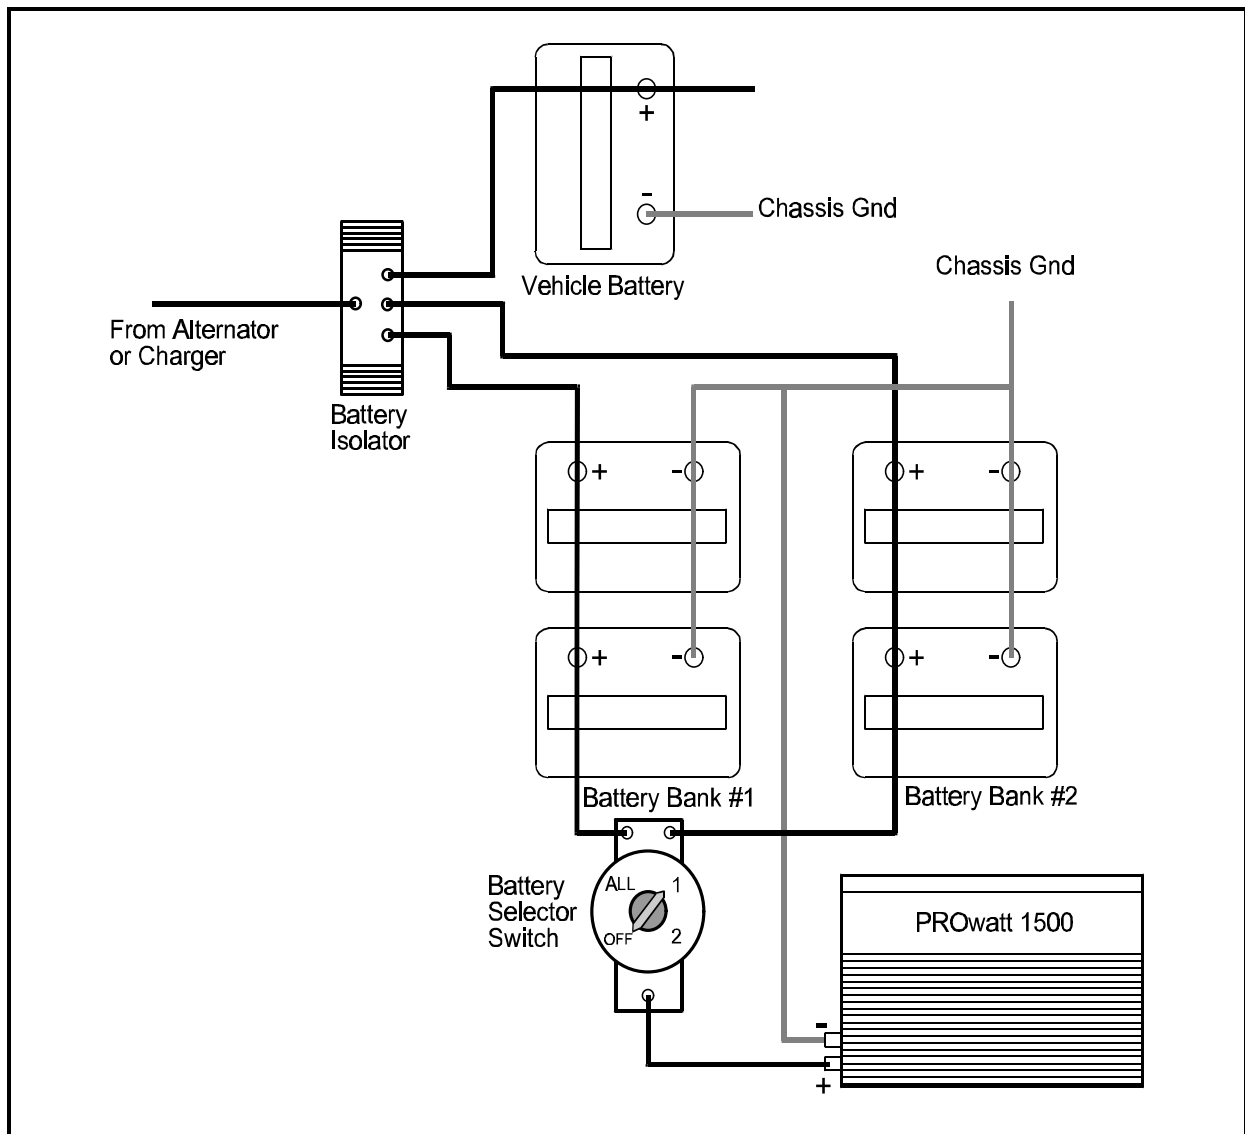 +
-
Chassis Gnd
Vehicle Battery
Chassis Gnd
From Alternator
or Charger
Battery
Isolator
+ -
+ -
+ -
+ -
Battery Bank #1
Battery Bank #2
Battery
Selector
Switch
ALL 1
OFF 2
PROwatt 1500
-
+